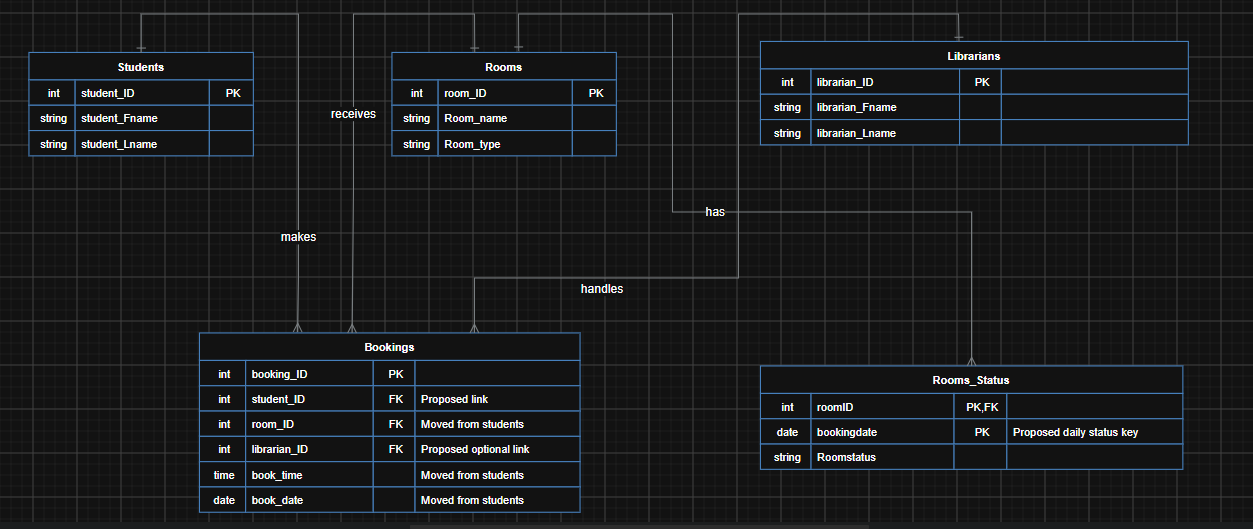 Students
int student_ID PK
string student_Fname
string student_Lname
Rooms
int room_ID PK
string Room_name
string Room_type
Librarians
int librarian_ID PK
string librarian_Fname
string librarian_Lname
receives
has
makes
handles
Bookings
int booking_ID PK
int student_ID FK Proposed link
int room_ID FK Moved from students
int librarian_ID FK Proposed optional link
time book_time Moved from students
date book_date Moved from students
Rooms_Status
int roomID PK,FK
date bookingdate PK Proposed daily status key
string Roomstatus